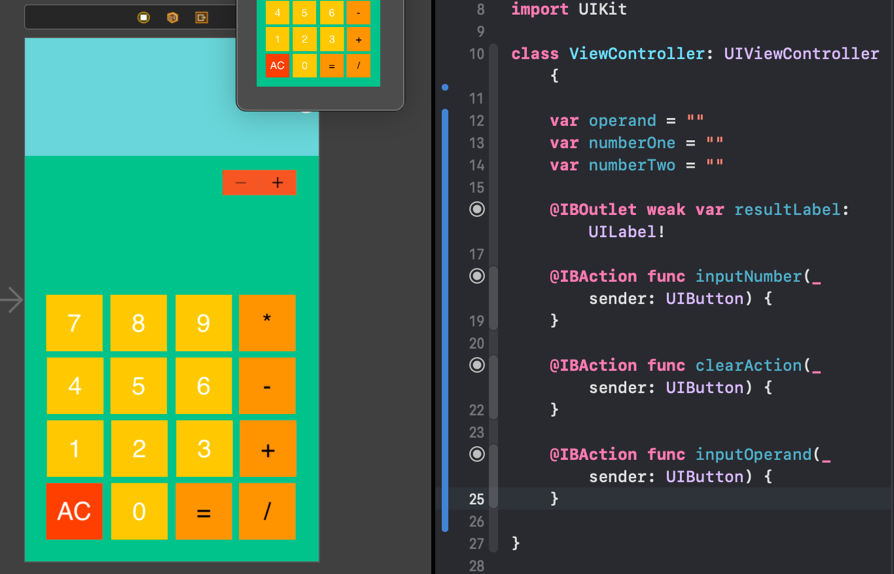 4 5 6 -
1 2 3 +
AC 0 = /
− +
7 8 9 *
4 5 6 -
1 2 3 +
AC 0 = /
8 import UIKit
9
10 class ViewController: UIViewController
{
11
12 var operand = ""
13 var numberOne = ""
14 var numberTwo = ""
15
@IBOutlet weak var resultLabel:
UILabel!
17
@IBAction func inputNumber(_
sender: UIButton) {
19 }
20
@IBAction func clearAction(_
sender: UIButton) {
22 }
23
@IBAction func inputOperand(_
sender: UIButton) {
25 }
26
27 }
28